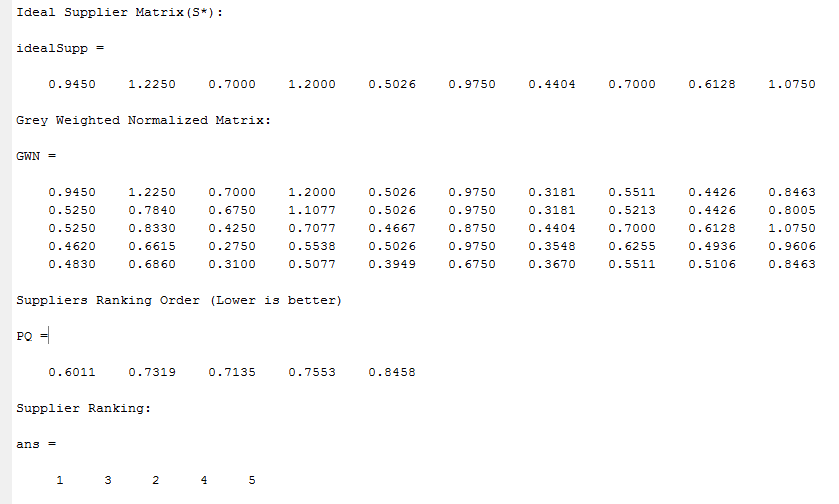 Ideal Supplier Matrix(S*):
idealSupp =
0.9450 1.2250 0.7000 1.2000 0.5026 0.9750 0.4404 0.7000 0.6128 1.0750
Grey Weighted Normalized Matrix:
GWN =
0.9450 1.2250 0.7000 1.2000 0.5026 0.9750 0.3181 0.5511 0.4426 0.8463
0.5250 0.7840 0.6750 1.1077 0.5026 0.9750 0.3181 0.5213 0.4426 0.8005
0.5250 0.8330 0.4250 0.7077 0.4667 0.8750 0.4404 0.7000 0.6128 1.0750
0.4620 0.6615 0.2750 0.5538 0.5026 0.9750 0.3548 0.6255 0.4936 0.9606
0.4830 0.6860 0.3100 0.5077 0.3949 0.6750 0.3670 0.5511 0.5106 0.8463
Suppliers Ranking Order (Lower is better)
PQ =
0.6011 0.7319 0.7135 0.7553 0.8458
Supplier Ranking:
ans =
1 3 2 4 5